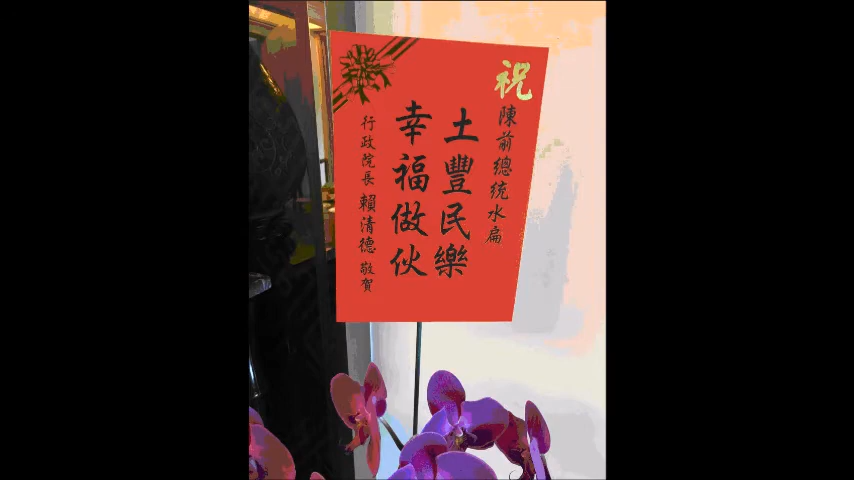 祝
陳前總統水扁
土豐民樂
幸福做伙
行政院長 賴清德 敬賀